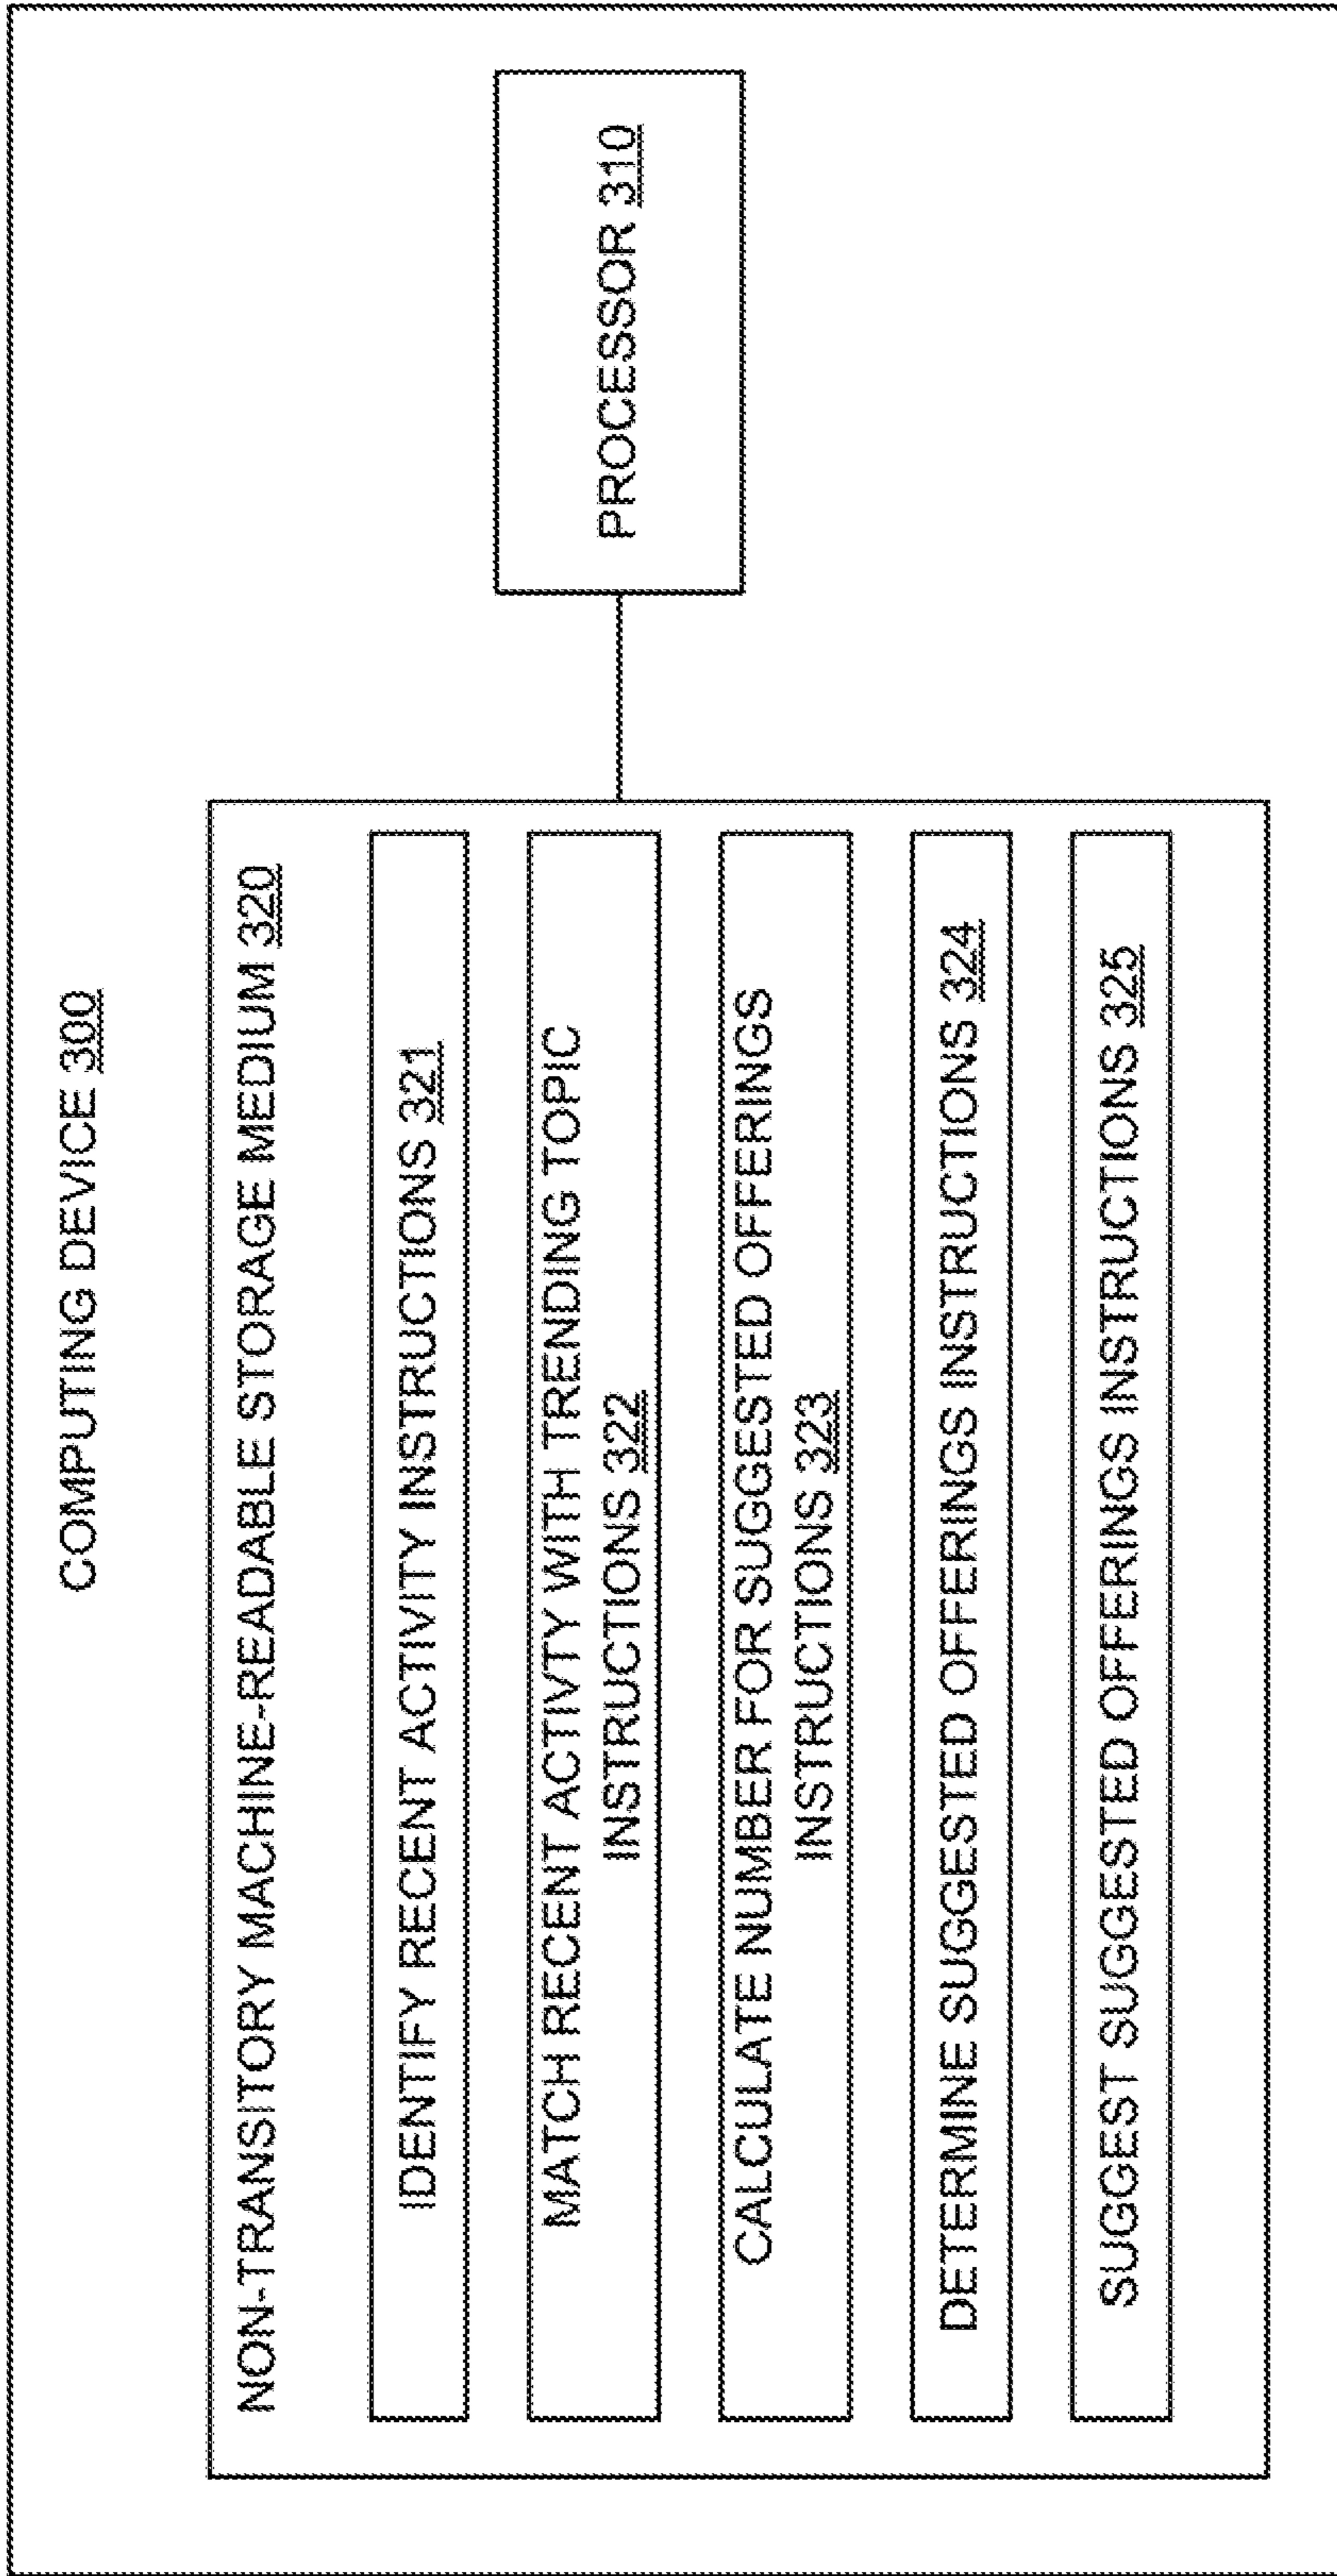 COMPUTING DEVICE 300
NON-TRANSITORY MACHINE-READABLE STORAGE MEDIUM 320
IDENTIFY RECENT ACTIVITY INSTRUCTIONS 321
MATCH RECENT ACTIVTY WITH TRENDING TOPIC
INSTRUCTIONS 322
CALCULATE NUMBER FOR SUGGESTED OFFERINGS
INSTRUCTIONS 323
DETERMINE SUGGESTED OFFERINGS INSTRUCTIONS 324
SUGGEST SUGGESTED OFFERINGS INSTRUCTIONS 325
PROCESSOR 310